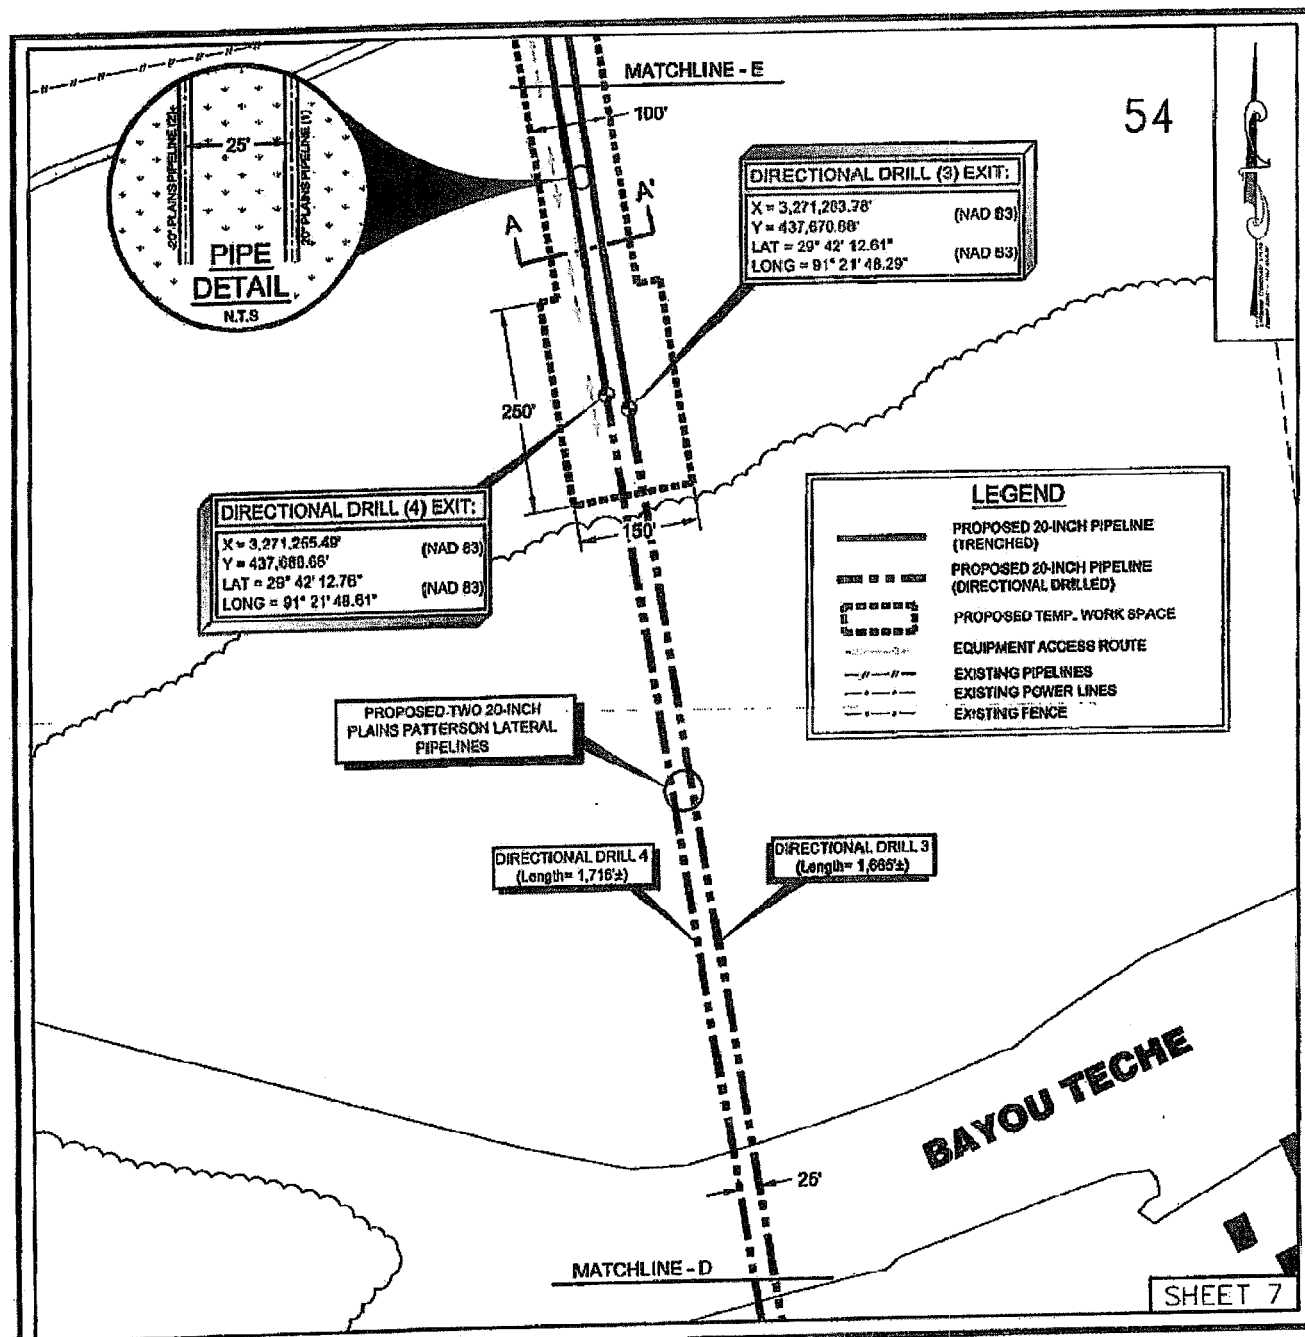 MATCHLINE - E
54
100'
20" PLAINS PIPELINE (2)
25'
20" PLAINS PIPELINE (1)
PIPE
DETAIL
N.T.S
A
A'
DIRECTIONAL DRILL (3) EXIT:
X = 3,271,283.78' (NAD 83)
Y = 437,670.68'
LAT = 29° 42' 12.61" (NAD 83)
LONG = 91° 21' 48.29"
250'
150'
DIRECTIONAL DRILL (4) EXIT:
X = 3,271,255.49' (NAD 83)
Y = 437,686.66'
LAT = 29° 42' 12.76" (NAD 83)
LONG = 91° 21' 48.61"
LEGEND
PROPOSED 20-INCH PIPELINE
(TRENCHED)
PROPOSED 20-INCH PIPELINE
(DIRECTIONAL DRILLED)
PROPOSED TEMP. WORK SPACE
EQUIPMENT ACCESS ROUTE
EXISTING PIPELINES
EXISTING POWER LINES
EXISTING FENCE
PROPOSED TWO 20-INCH
PLAINS PATTERSON LATERAL
PIPELINES
DIRECTIONAL DRILL 4
(Length= 1,716'±)
DIRECTIONAL DRILL 3
(Length= 1,665'±)
BAYOU TECHE
25'
MATCHLINE - D
SHEET 7